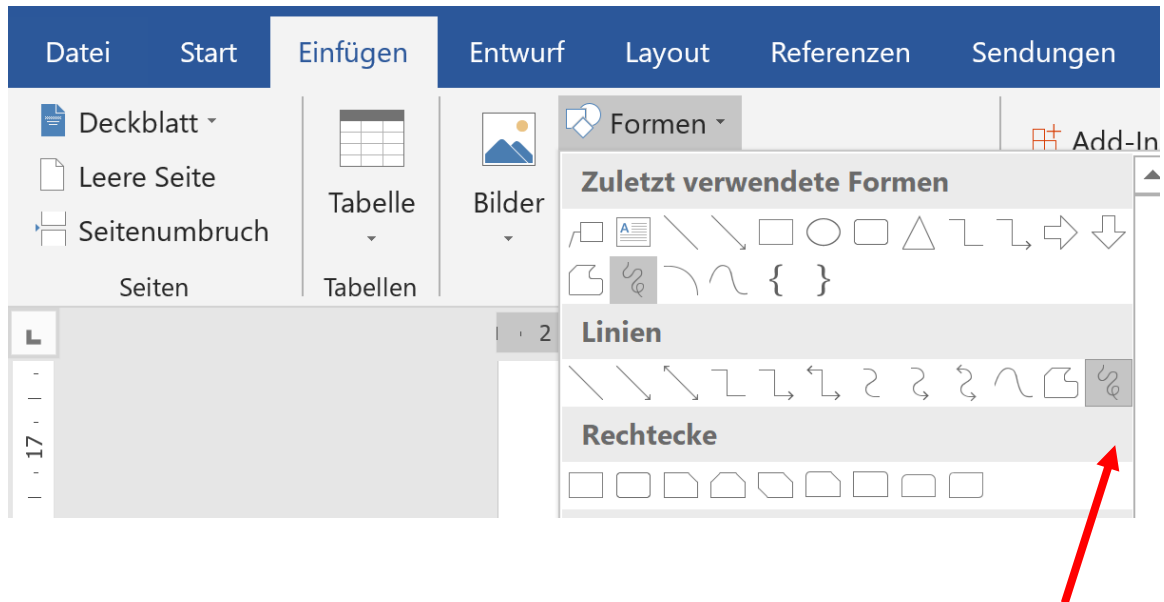 Datei Start Einfügen Entwurf Layout Referenzen Sendungen
Deckblatt
Leere Seite
Seitenumbruch
Seiten
Tabelle
Tabellen
Bilder
Formen
Add-In
Zuletzt verwendete Formen
A
{ }
Linien
Rechtecke
L
2
17